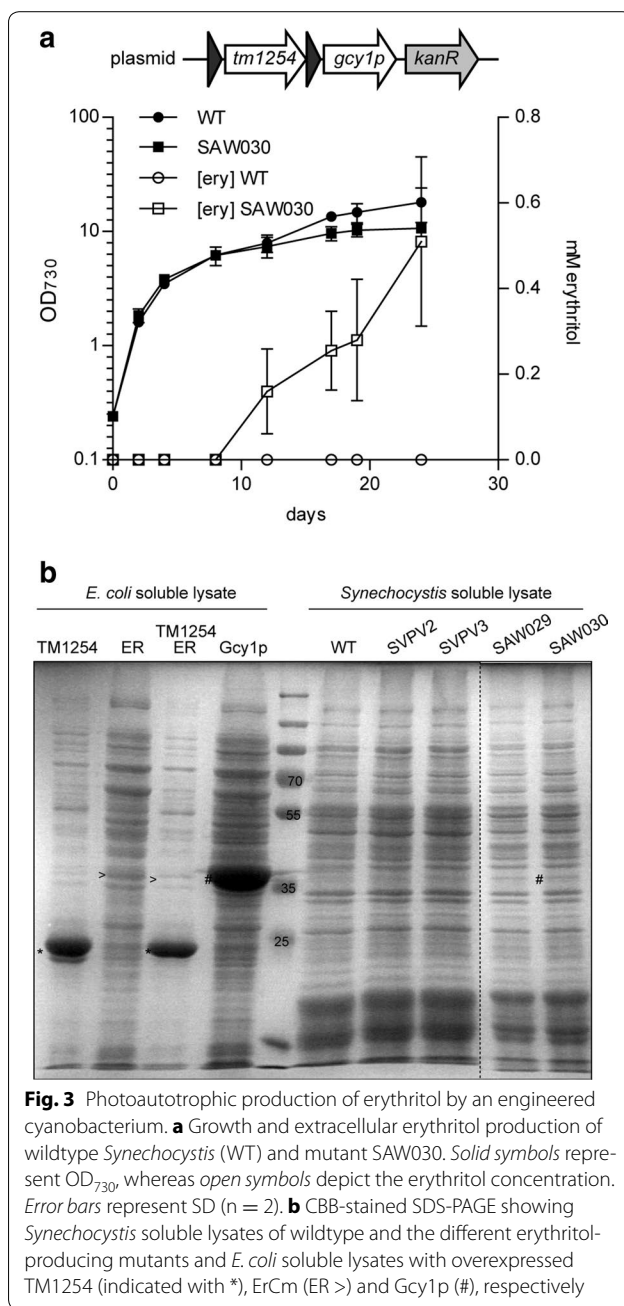 a
plasmid tm1254 gcy1p kanR
WT
SAW030
[ery] WT
[ery] SAW030
100
10
1
0.1
OD730
0.8
0.6
0.4
0.2
0.0
mM erythritol
0 10 20 30
days
b
E. coli soluble lysate Synechocystis soluble lysate
TM1254 ER TM1254 ER Gcy1p WT SVPV2 SVPV3 SAW029 SAW030
70
55
35
25
> > # #
* *
Fig. 3 Photoautotrophic production of erythritol by an engineered
cyanobacterium. a Growth and extracellular erythritol production of
wildtype Synechocystis (WT) and mutant SAW030. Solid symbols repre-
sent OD730, whereas open symbols depict the erythritol concentration.
Error bars represent SD (n = 2). b CBB-stained SDS-PAGE showing
Synechocystis soluble lysates of wildtype and the different erythritol-
producing mutants and E. coli soluble lysates with overexpressed
TM1254 (indicated with *), ErCm (ER >) and Gcy1p (#), respectively